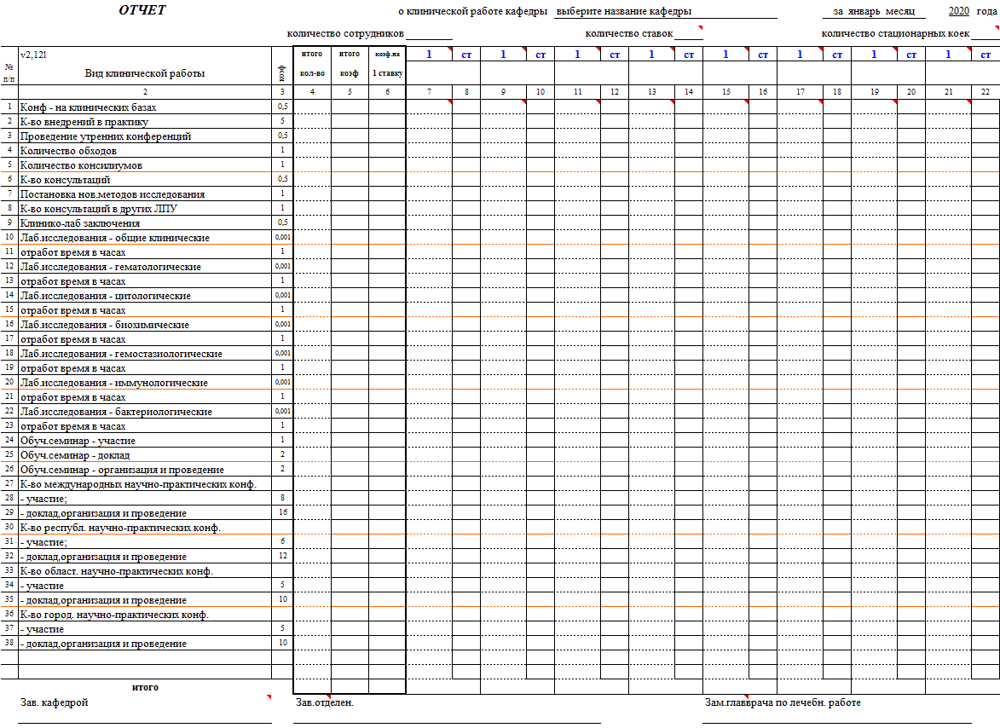 ОТЧЕТ о клинической работе кафедры выберите название кафедры за январь месяц 2020 года
количество сотрудников количество ставок количество стационарных коек
№ п/п v2,12l Вид клинической работы коэф итого кол-во итого коэф коэф.на 1 ставку 1 ст 1 ст 1 ст 1 ст 1 ст 1 ст 1 ст 1 ст
2 3 4 5 6 7 8 9 10 11 12 13 14 15 16 17 18 19 20 21 22
1 Конф - на клинических базах 0,5
2 К-во внедрений в практику 5
3 Проведение утренних конференций 0,5
4 Количество обходов 1
5 Количество консилиумов 1
6 К-во консультаций 0,5
7 Постановка нов.методов исследования 1
8 К-во консультаций в других ЛПУ 1
9 Клинико-лаб заключения 0,5
10 Лаб.исследования - общие клинические 0,001
11 отработ время в часах 1
12 Лаб.исследования - гематологические 0,001
13 отработ время в часах 1
14 Лаб.исследования - цитологические 0,001
15 отработ время в часах 1
16 Лаб.исследования - биохимические 0,001
17 отработ время в часах 1
18 Лаб.исследования - гемостазиологические 0,001
19 отработ время в часах 1
20 Лаб.исследования - иммунологические 0,001
21 отработ время в часах 1
22 Лаб.исследования - бактериологические 0,001
23 отработ время в часах 1
24 Обуч.семинар - участие 1
25 Обуч.семинар - доклад 2
26 Обуч.семинар - организация и проведение 2
27 К-во международных научно-практических конф.
28 - участие; 8
29 - доклад,организация и проведение 16
30 К-во республ. научно-практических конф.
31 - участие; 6
32 - доклад,организация и проведение 12
33 К-во област. научно-практических конф.
34 - участие 5
35 - доклад,организация и проведение 10
36 К-во город. научно-практических конф.
37 - участие 5
38 - доклад,организация и проведение 10
итого
Зав. кафедрой Зав.отделен. Зам.главврача по лечебн. работе